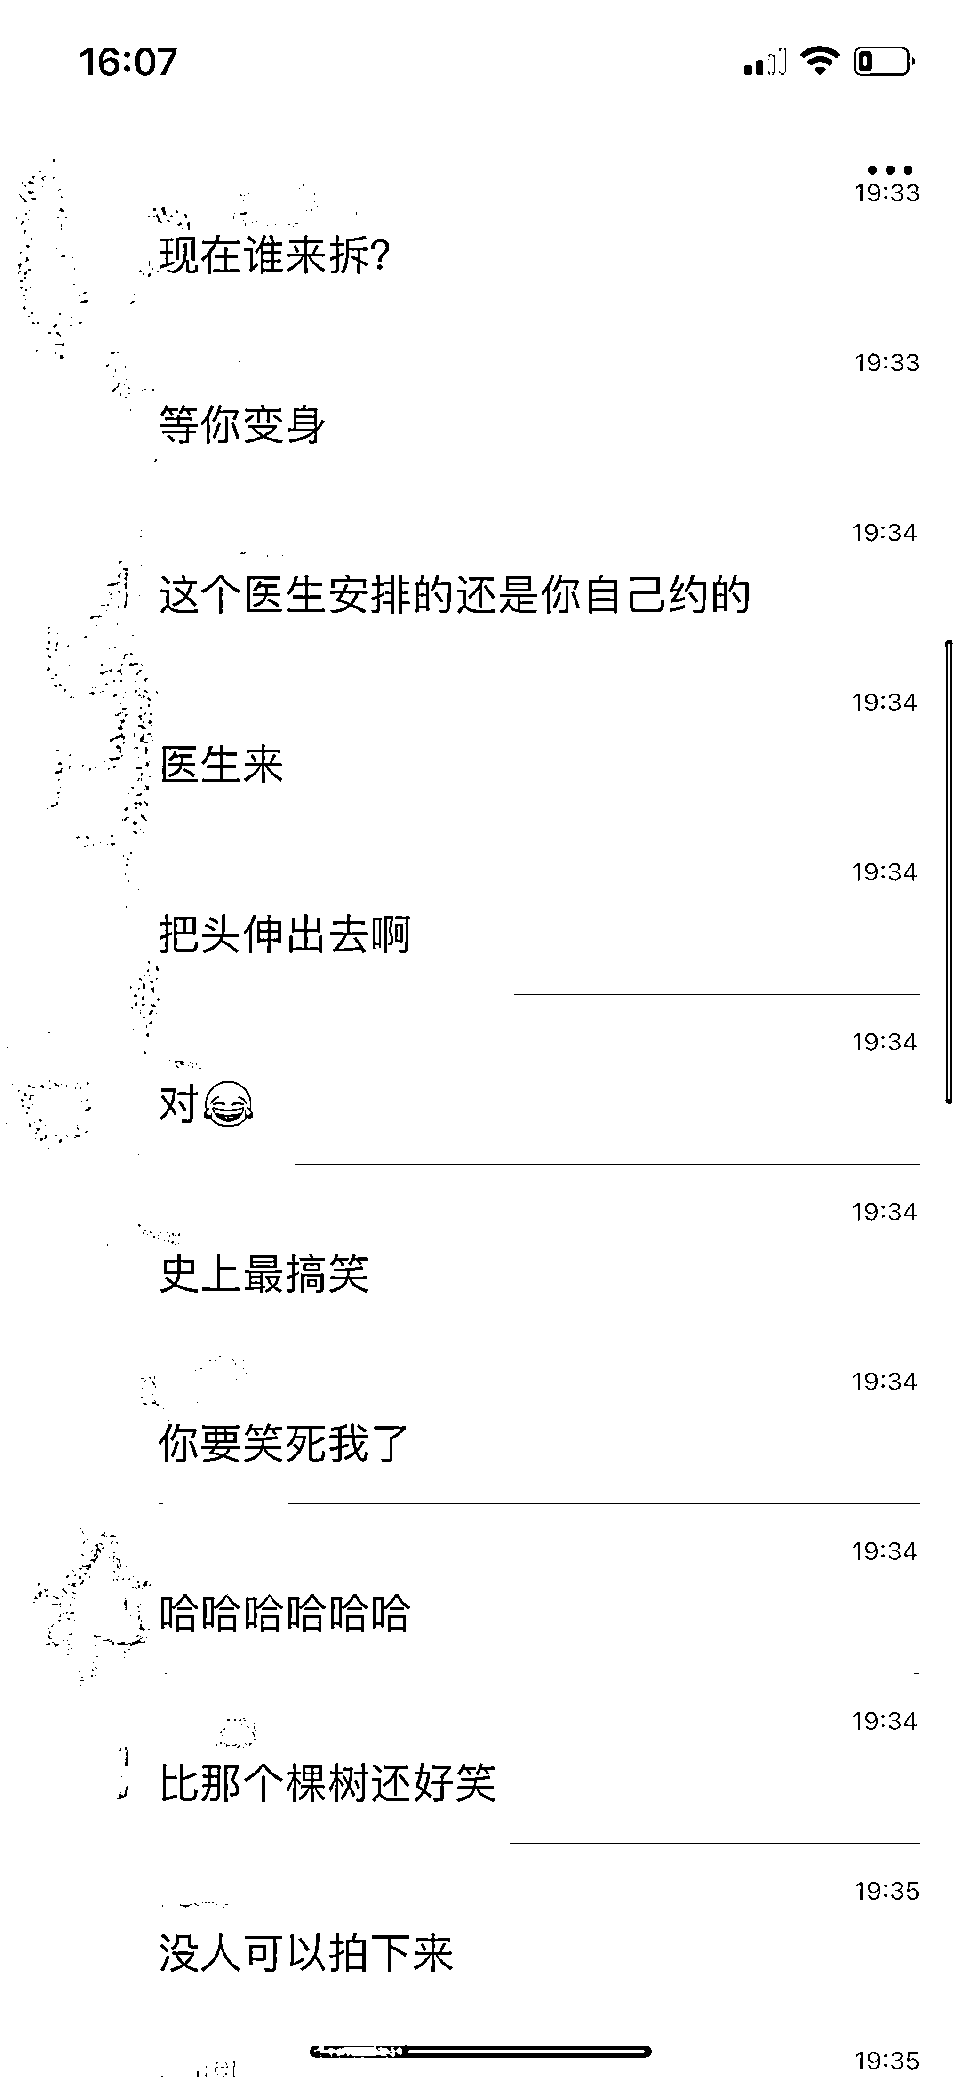 16:07
19:33
现在谁来拆?
19:33
等你变身
19:34
这个医生安排的还是你自己约的
19:34
医生来
19:34
把头伸出去啊
19:34
对😂
19:34
史上最搞笑
19:34
你要笑死我了
19:34
哈哈哈哈哈哈
19:34
比那个棵树还好笑
19:35
没人可以拍下来
19:35